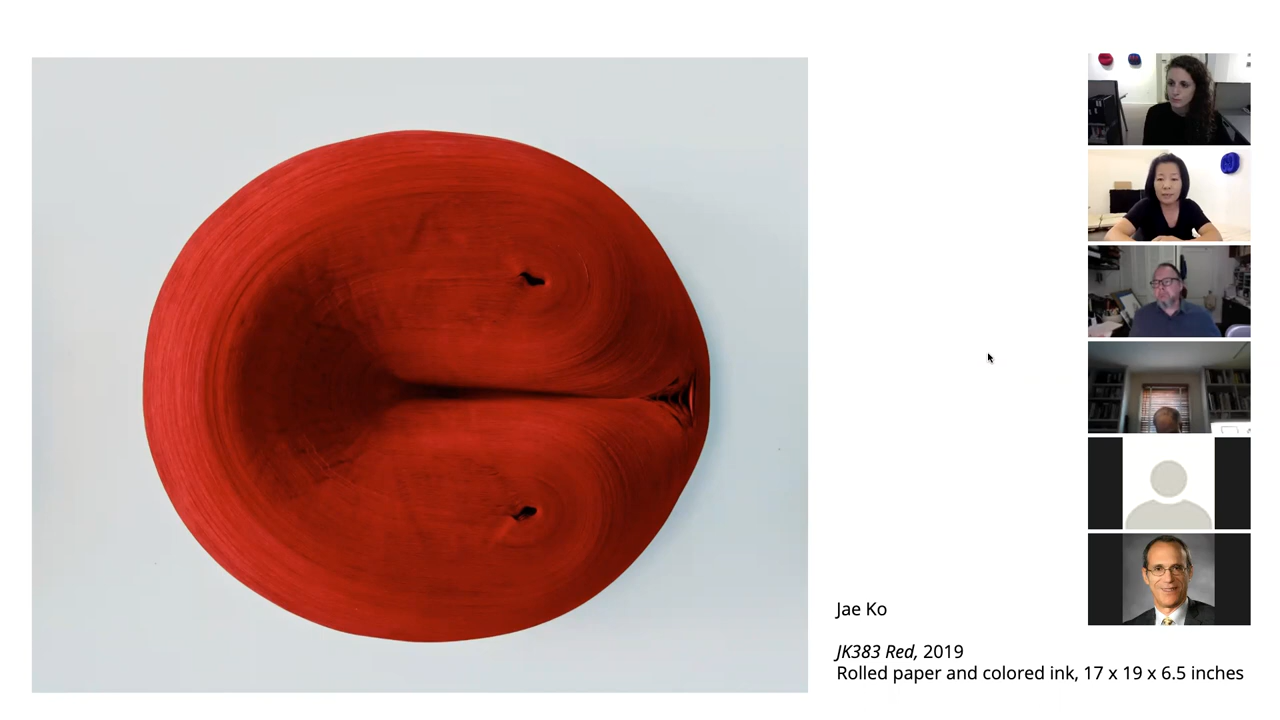 Jae Ko
JK383 Red, 2019
Rolled paper and colored ink, 17 x 19 x 6.5 inches